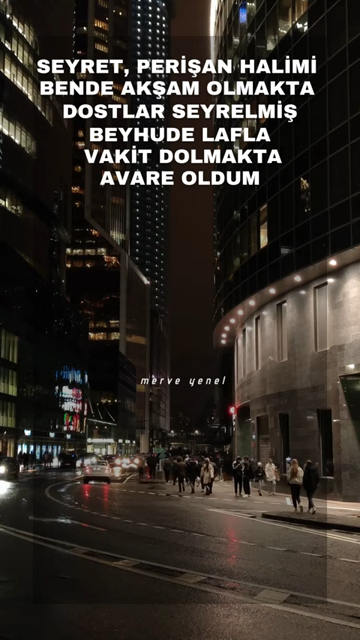 SEYRET, PERİŞAN HALİMİ
BENDE AKŞAM OLMAKTA
DOSTLAR SEYRELMİŞ
BEYHUDE LAFLA
VAKİT DOLMAKTA
AVARE OLDUM
merve yenel